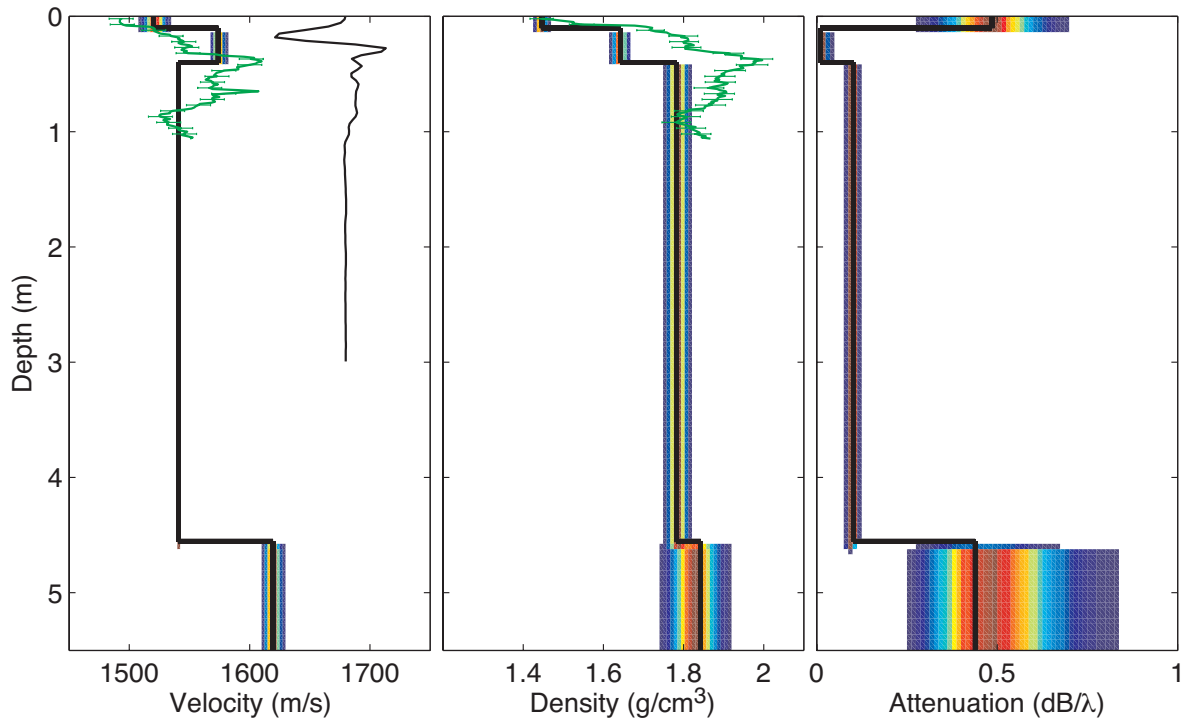 0
1
2
3
4
5
Depth (m)
1500 1600 1700
Velocity (m/s)
1.4 1.6 1.8 2
Density (g/cm³)
0 0.5 1
Attenuation (dB/λ)